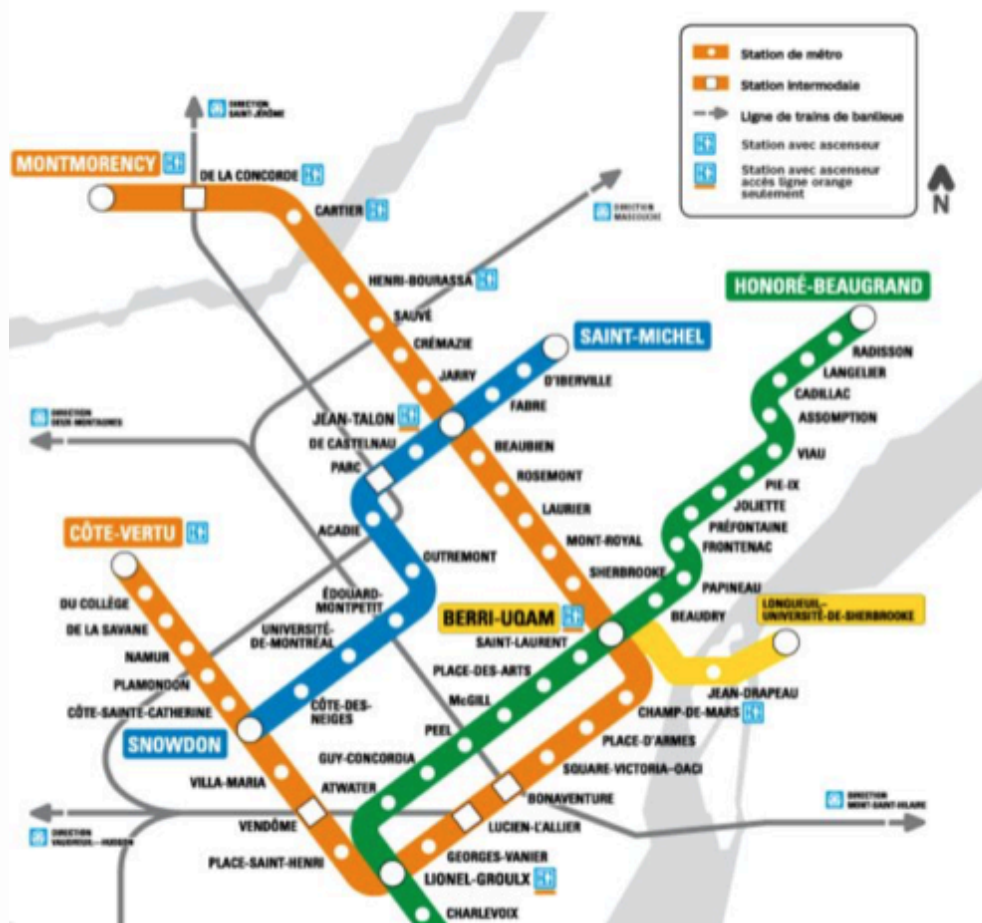 Station de métro
Station intermodale
Ligne de trains de banlieue
Station avec ascenseur
Station avec ascenseur
accès ligne orange
seulement
N
DIRECTION
SAINT-JÉRÔME
MONTMORENCY
DE LA CONCORDE
CARTIER
DIRECTION
MASCOUCHE
HENRI-BOURASSA
SAUVÉ
CRÉMAZIE
JARRY
HONORÉ-BEAUGRAND
SAINT-MICHEL
RADISSON
LANGELIER
CADILLAC
ASSOMPTION
VIAU
PIE-IX
JOLIETTE
PRÉFONTAINE
FRONTENAC
PAPINEAU
BEAUDRY
D'IBERVILLE
FABRE
JEAN-TALON
DE CASTELNAU
PARC
ACADIE
OUTREMONT
ÉDOUARD-
MONTPETIT
UNIVERSITÉ-
DE-MONTRÉAL
CÔTE-DES-
NEIGES
SNOWDON
DIRECTION
DEUX-MONTAGNES
BEAUBIEN
ROSEMONT
LAURIER
MONT-ROYAL
SHERBROOKE
BERRI-UQAM
LONGUEUIL–
UNIVERSITÉ-DE-SHERBROOKE
JEAN-DRAPEAU
CÔTE-VERTU
DU COLLÈGE
DE LA SAVANE
NAMUR
PLAMONDON
CÔTE-SAINTE-CATHERINE
VILLA-MARIA
VENDÔME
PLACE-SAINT-HENRI
SAINT-LAURENT
PLACE-DES-ARTS
McGILL
PEEL
GUY-CONCORDIA
ATWATER
CHAMP-DE-MARS
PLACE-D'ARMES
SQUARE-VICTORIA–OACI
BONAVENTURE
LUCIEN-L'ALLIER
GEORGES-VANIER
LIONEL-GROULX
CHARLEVOIX
DIRECTION
VAUDREUIL–HUDSON
DIRECTION
MONT-SAINT-HILAIRE